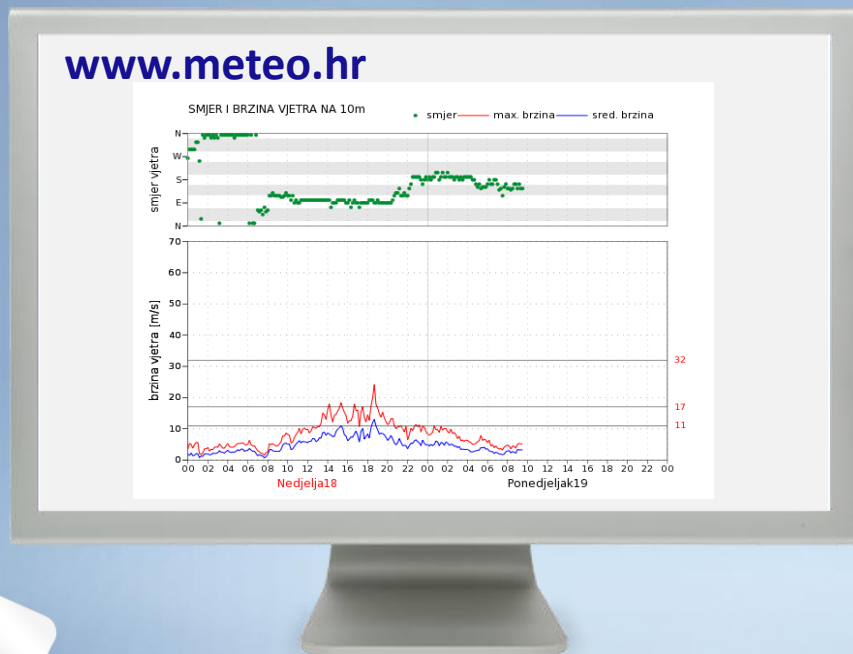 www.meteo.hr
SMJER I BRZINA VJETRA NA 10m
smjer max. brzina sred. brzina
smjer vjetra
N
W
S
E
N
brzina vjetra [m/s]
70
60
50
40
30
20
10
0
32
17
11
00 02 04 06 08 10 12 14 16 18 20 22 00 02 04 06 08 10 12 14 16 18 20 22 00
Nedjelja18 Ponedjeljak19